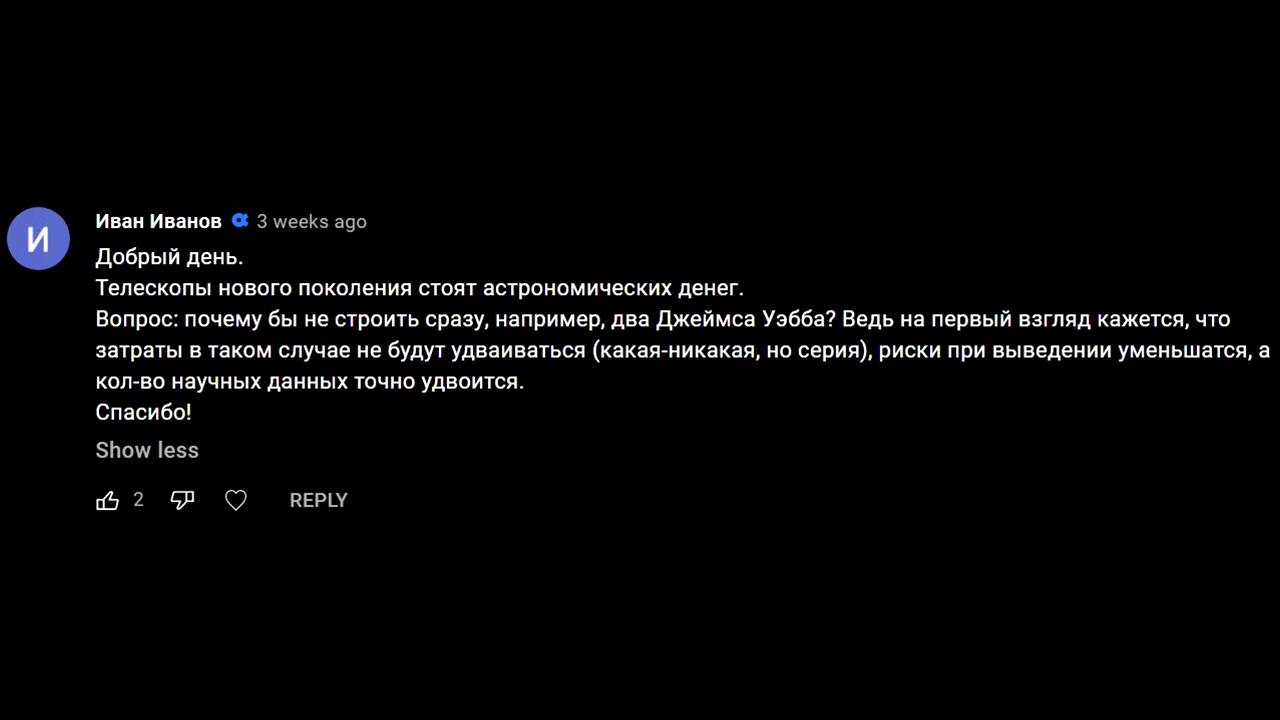 И
Иван Иванов 3 weeks ago
Добрый день.
Телескопы нового поколения стоят астрономических денег.
Вопрос: почему бы не строить сразу, например, два Джеймса Уэбба? Ведь на первый взгляд кажется, что
затраты в таком случае не будут удваиваться (какая-никакая, но серия), риски при выведении уменьшатся, а
кол-во научных данных точно удвоится.
Спасибо!
Show less
2 REPLY